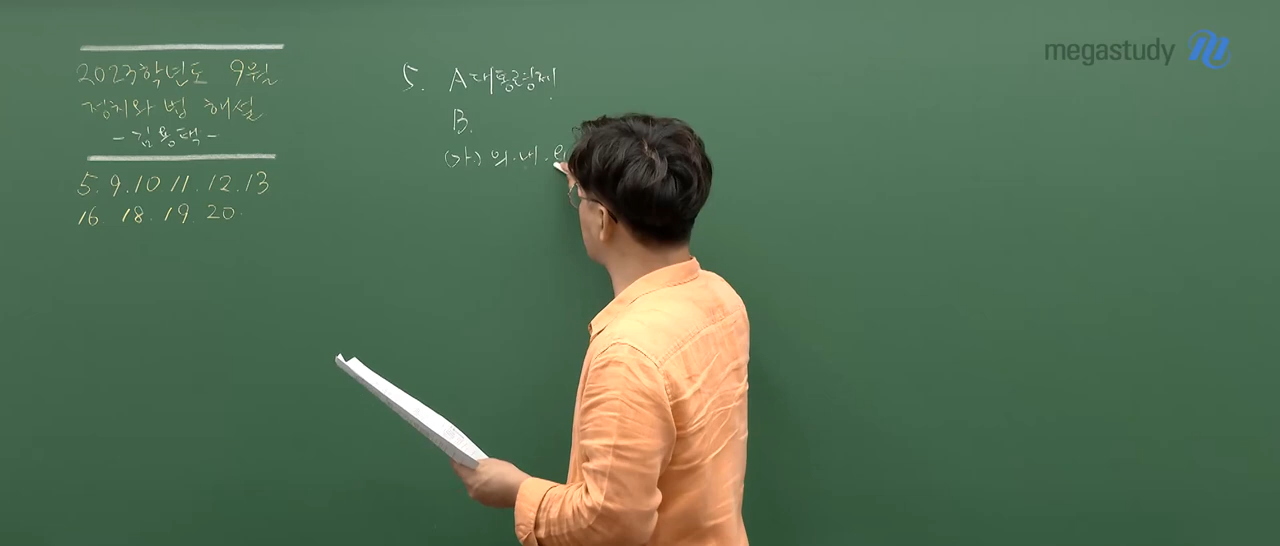 2023학년도 9월
정치와 법 해설
- 김용택 -
5. 9. 10 11. 12. 13
16 18. 19. 20.
5. A 대통령제
B.
(가) 의. 내.
megastudy